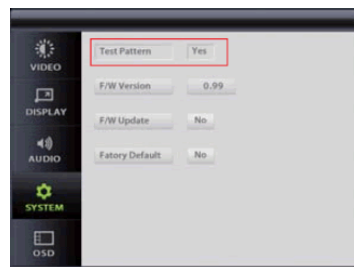 VIDEO
DISPLAY
AUDIO
SYSTEM
OSD
Test Pattern Yes
F/W Version 0.99
F/W Update No
Fatory Default No